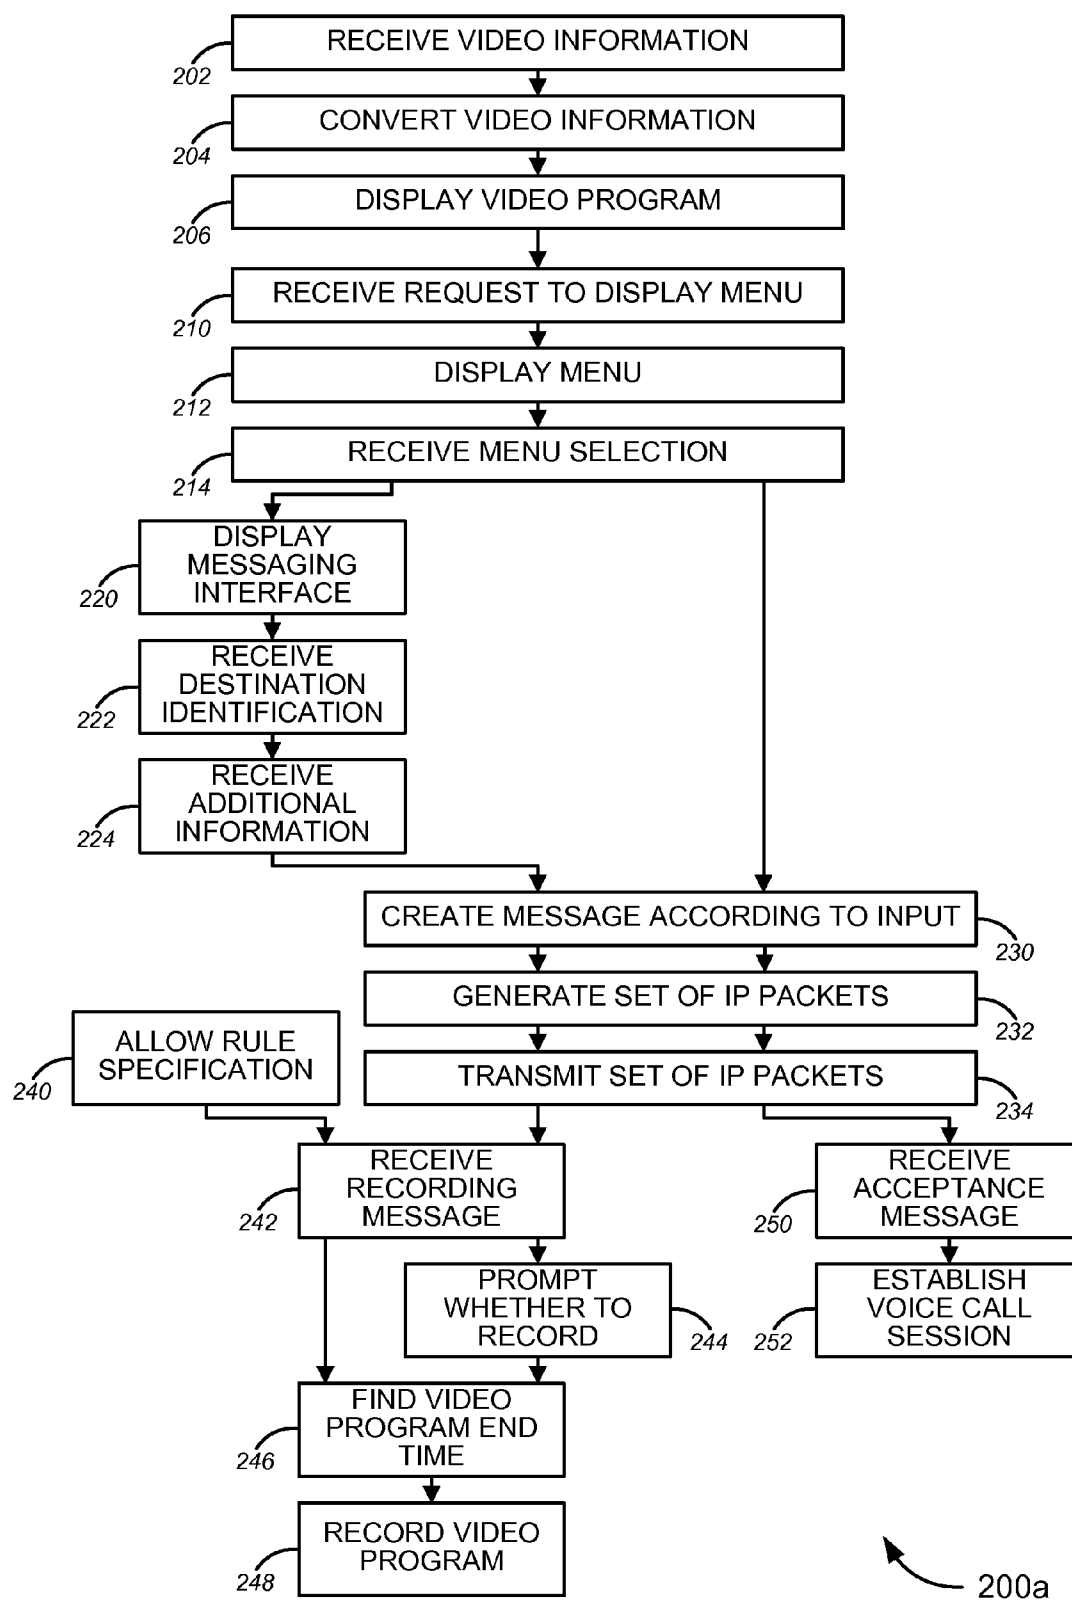 RECEIVE VIDEO INFORMATION
202
CONVERT VIDEO INFORMATION
204
DISPLAY VIDEO PROGRAM
206
RECEIVE REQUEST TO DISPLAY MENU
210
DISPLAY MENU
212
RECEIVE MENU SELECTION
214
DISPLAY
MESSAGING
INTERFACE
220
RECEIVE
DESTINATION
IDENTIFICATION
222
RECEIVE
ADDITIONAL
INFORMATION
224
CREATE MESSAGE ACCORDING TO INPUT
230
GENERATE SET OF IP PACKETS
232
ALLOW RULE
SPECIFICATION
240
TRANSMIT SET OF IP PACKETS
234
RECEIVE
RECORDING
MESSAGE
242
RECEIVE
ACCEPTANCE
MESSAGE
250
PROMPT
WHETHER TO
RECORD
244
ESTABLISH
VOICE CALL
SESSION
252
FIND VIDEO
PROGRAM END
TIME
246
RECORD VIDEO
PROGRAM
248
200a